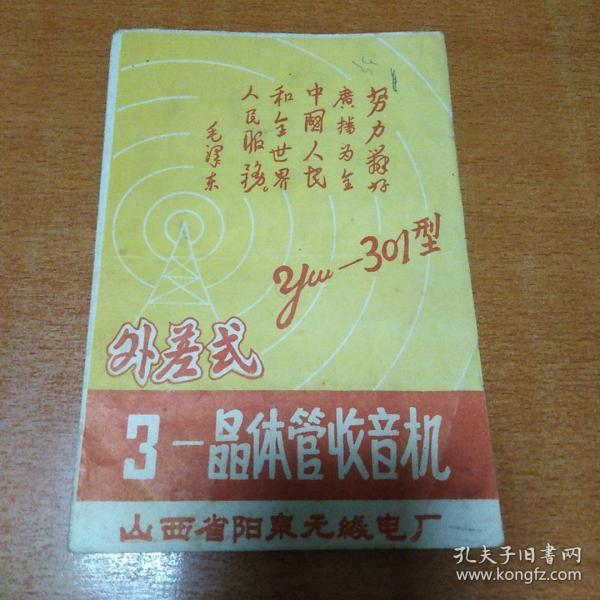 努力辦好
廣播为全
中國人民
和全世界
人民服務。
毛澤东
yw-301型
外差式
3-晶体管收音机
山西省阳泉无线电厂
孔夫子旧书网
www.kongfz.com